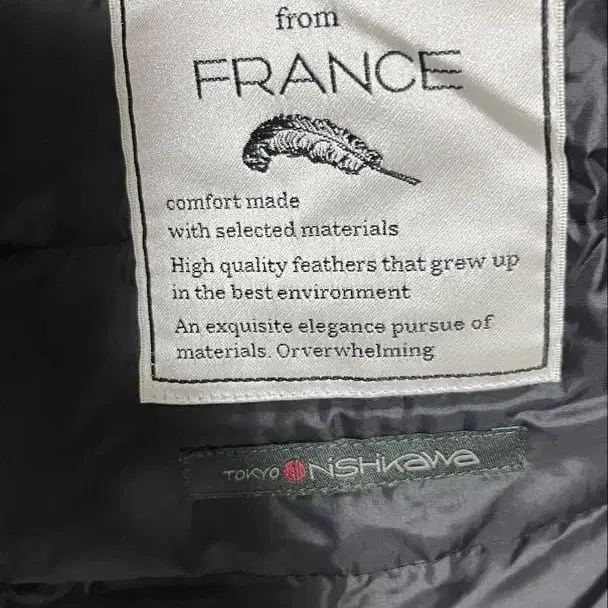 from
FRANCE
comfort made
with selected materials
High quality feathers that grew up
in the best environment
An exquisite elegance pursue of
materials. Orverwhelming
TOKYO NiSHiKaWa